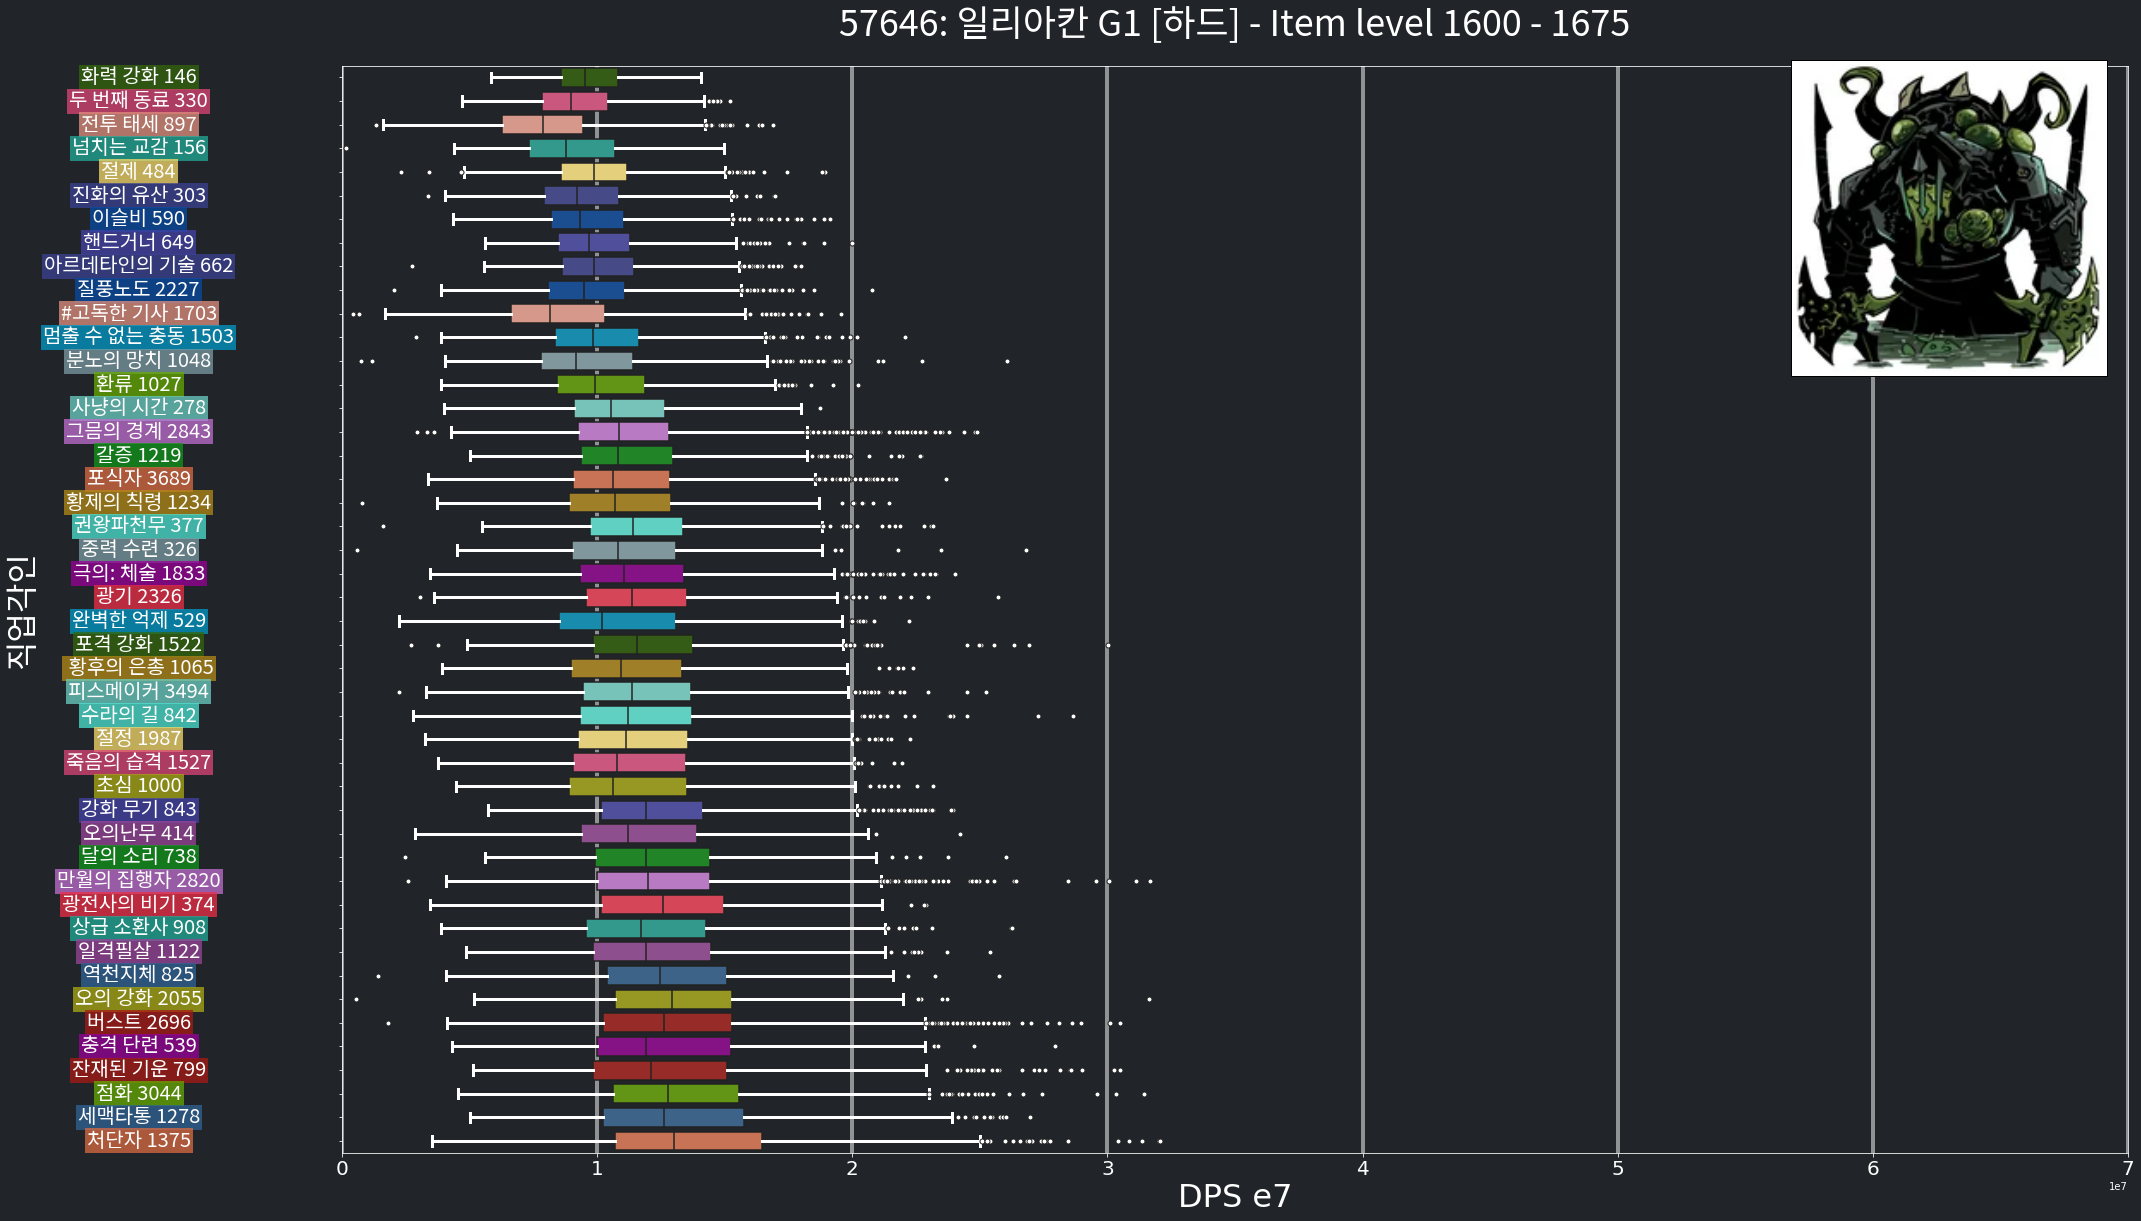 57646: 일리아칸 G1 [하드] - Item level 1600 - 1675
화력 강화 146
두 번째 동료 330
전투 태세 897
넘치는 교감 156
절제 484
진화의 유산 303
이슬비 590
핸드거너 649
아르데타인의 기술 662
질풍노도 2227
#고독한 기사 1703
멈출 수 없는 충동 1503
분노의 망치 1048
환류 1027
사냥의 시간 278
그믐의 경계 2843
갈증 1219
포식자 3689
황제의 칙령 1234
권왕파천무 377
중력 수련 326
극의: 체술 1833
광기 2326
완벽한 억제 529
포격 강화 1522
황후의 은총 1065
피스메이커 3494
수라의 길 842
절정 1987
죽음의 습격 1527
초심 1000
강화 무기 843
오의난무 414
달의 소리 738
만월의 집행자 2820
광전사의 비기 374
상급 소환사 908
일격필살 1122
역천지체 825
오의 강화 2055
버스트 2696
충격 단련 539
잔재된 기운 799
점화 3044
세맥타통 1278
처단자 1375
직업각인
0 1 2 3 4 5 6 7
DPS e7
1e7